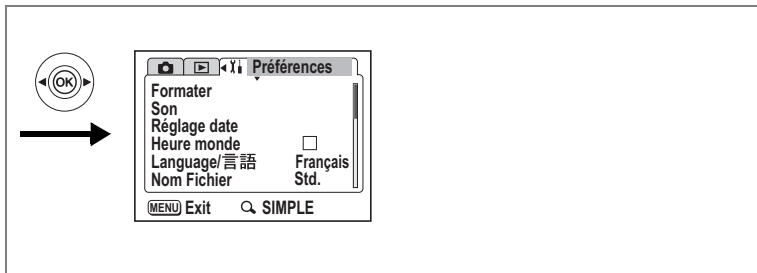 OK
Préférences
Formater
Son
Réglage date
Heure monde
Language/言語 Français
Nom Fichier Std.
MENU Exit SIMPLE